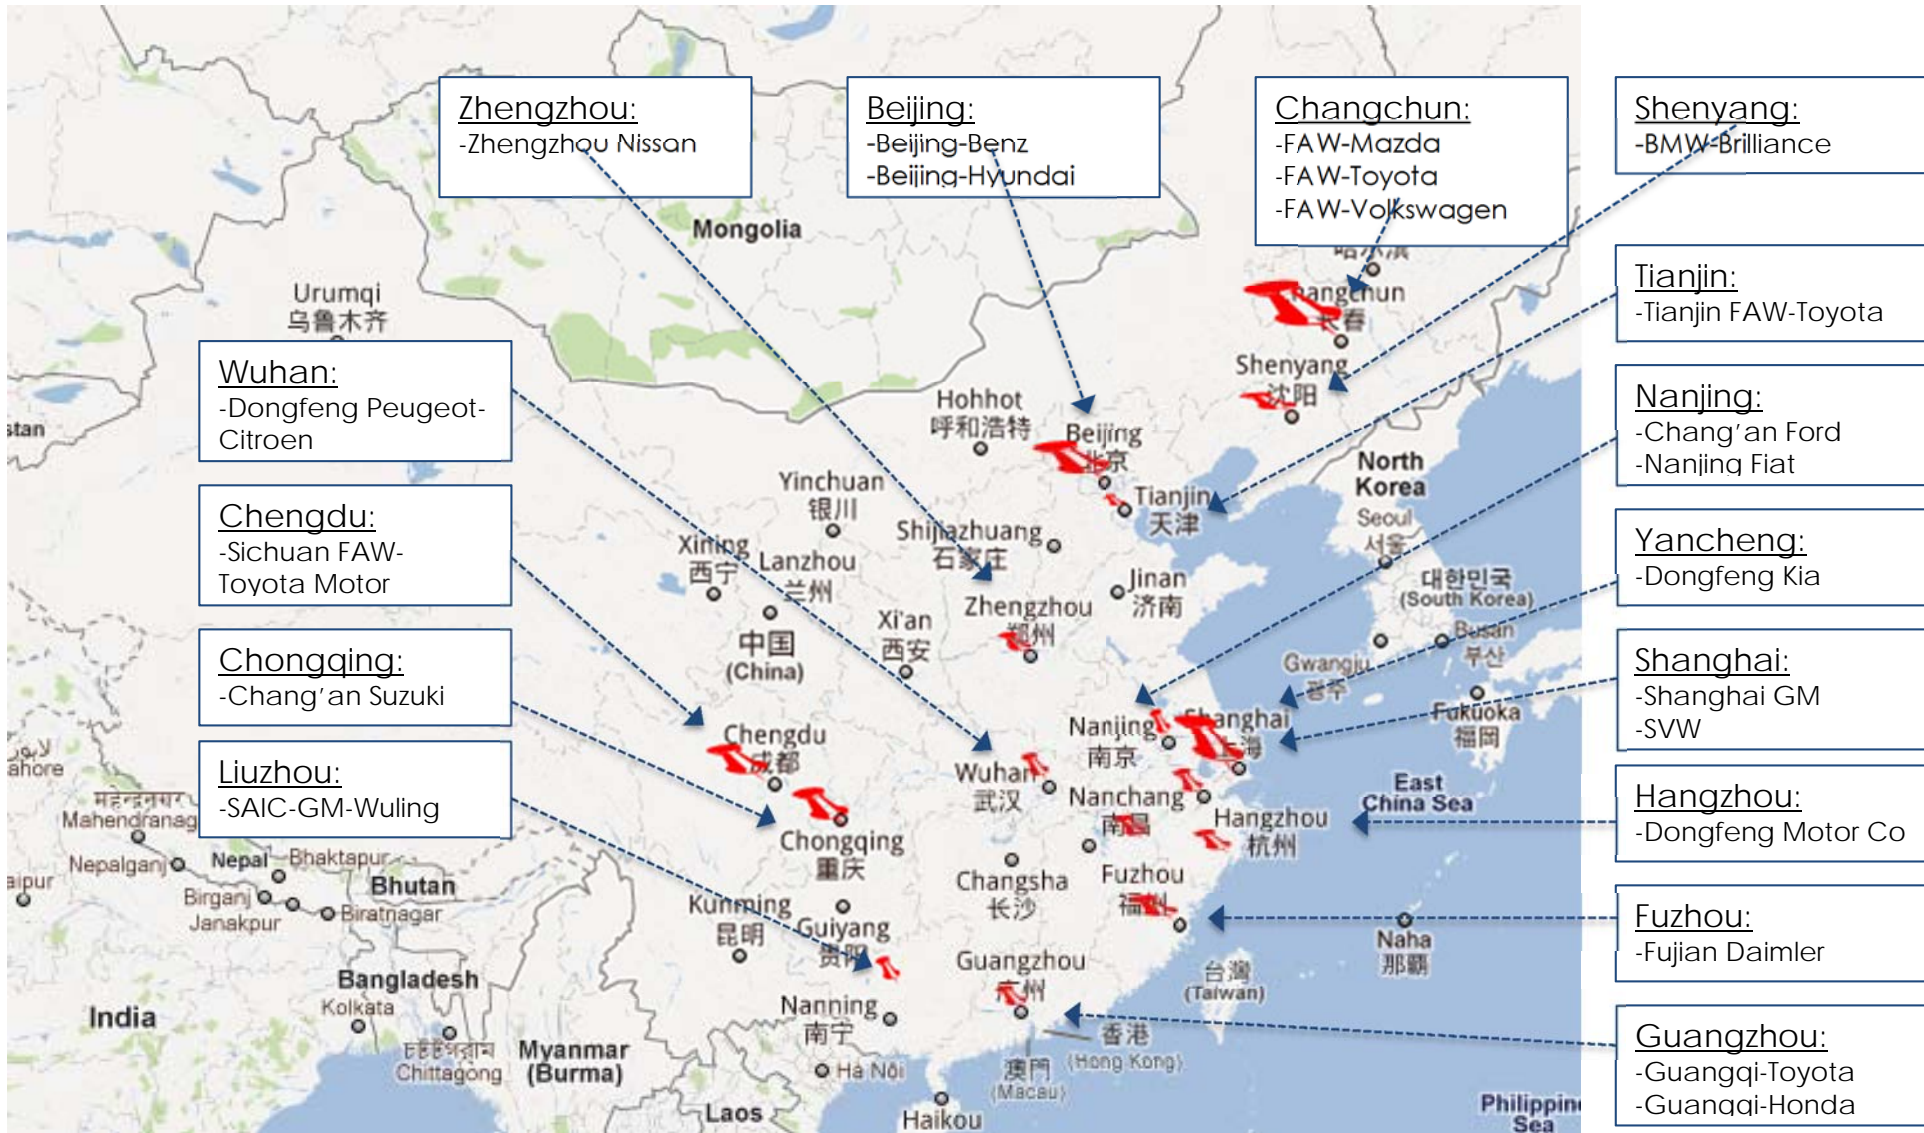 Zhengzhou:
-Zhengzhou Nissan
Beijing:
-Beijing-Benz
-Beijing-Hyundai
Changchun:
-FAW-Mazda
-FAW-Toyota
-FAW-Volkswagen
Shenyang:
-BMW-Brilliance
Tianjin:
-Tianjin FAW-Toyota
Nanjing:
-Chang'an Ford
-Nanjing Fiat
Yancheng:
-Dongfeng Kia
Shanghai:
-Shanghai GM
-SVW
Hangzhou:
-Dongfeng Motor Co
Fuzhou:
-Fujian Daimler
Guangzhou:
-Guangqi-Toyota
-Guangqi-Honda
Wuhan:
-Dongfeng Peugeot-
Citroen
Chengdu:
-Sichuan FAW-
Toyota Motor
Chongqing:
-Chang'an Suzuki
Liuzhou:
-SAIC-GM-Wuling
Mongolia
Urumqi
乌鲁木齐
哈尔滨
Shenyang
沈阳
Hohhot
呼和浩特
Beijing
北京
Tianjin
天津
North
Korea
Seoul
서울
대한민국
(South Korea)
Busan
부산
Gwangju
광주
Fukuoka
福岡
Yinchuan
银川
Shijiazhuang
石家庄
Xining
西宁
Lanzhou
兰州
Jinan
济南
Zhengzhou
郑州
Xi'an
西安
中国
(China)
Chengdu
成都
Nanjing
南京
Shanghai
上海
Wuhan
武汉
Nanchang
南昌
Hangzhou
杭州
East
China Sea
Chongqing
重庆
Changsha
长沙
Fuzhou
福州
Kunming
昆明
Guiyang
贵阳
Guangzhou
广州
Nanning
南宁
台灣
(Taiwan)
Naha
那覇
香港
(Hong Kong)
澳門
(Macau)
Haikou
Hà Nội
Laos
Myanmar
(Burma)
Chittagong
Bangladesh
Kolkata
India
Bhutan
Nepal
Bhaktapur
महेन्द्रनगर
Mahendranag
Nepalganj
Birganj
Janakpur
Biratnagar
aipur
ahore
stan
Philippin
Sea